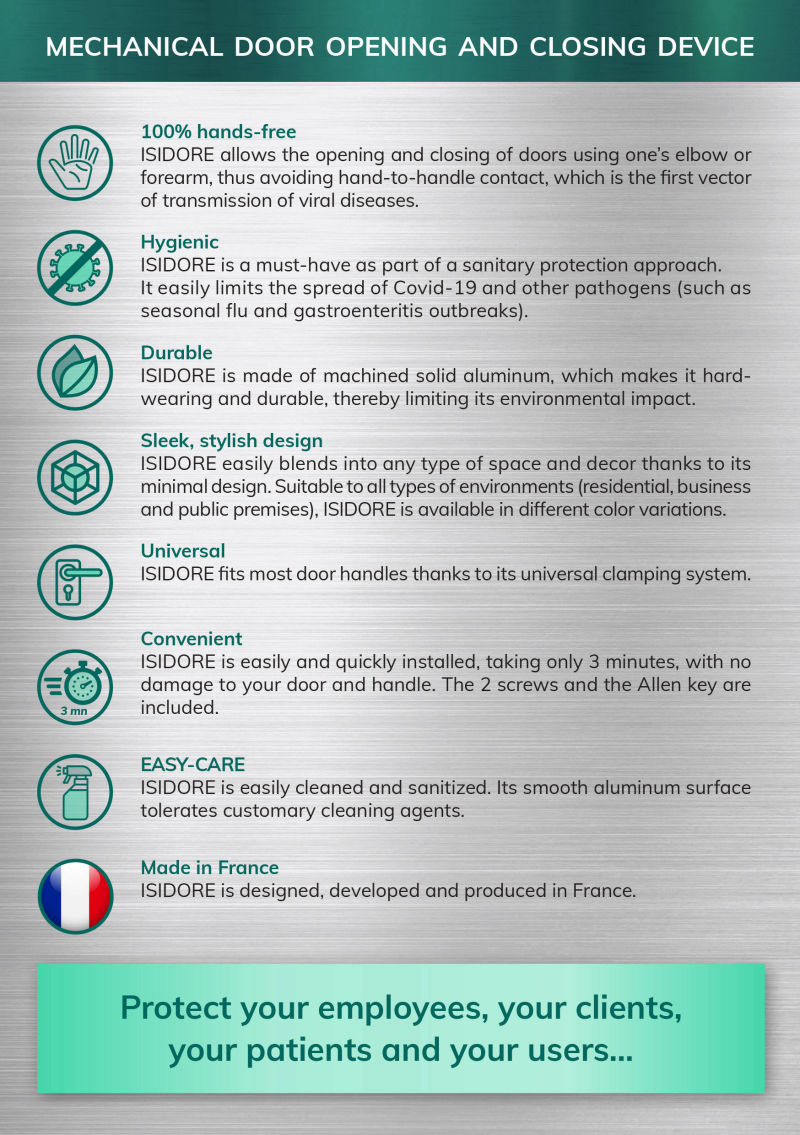 MECHANICAL DOOR OPENING AND CLOSING DEVICE
100% hands-free
ISIDORE allows the opening and closing of doors using one’s elbow or
forearm, thus avoiding hand-to-handle contact, which is the first vector
of transmission of viral diseases.
Hygienic
ISIDORE is a must-have as part of a sanitary protection approach.
It easily limits the spread of Covid-19 and other pathogens (such as
seasonal flu and gastroenteritis outbreaks).
Durable
ISIDORE is made of machined solid aluminum, which makes it hard-
wearing and durable, thereby limiting its environmental impact.
Sleek, stylish design
ISIDORE easily blends into any type of space and decor thanks to its
minimal design. Suitable to all types of environments (residential, business
and public premises), ISIDORE is available in different color variations.
Universal
ISIDORE fits most door handles thanks to its universal clamping system.
Convenient
ISIDORE is easily and quickly installed, taking only 3 minutes, with no
damage to your door and handle. The 2 screws and the Allen key are
included.
3 mn
EASY-CARE
ISIDORE is easily cleaned and sanitized. Its smooth aluminum surface
tolerates customary cleaning agents.
Made in France
ISIDORE is designed, developed and produced in France.
Protect your employees, your clients,
your patients and your users...